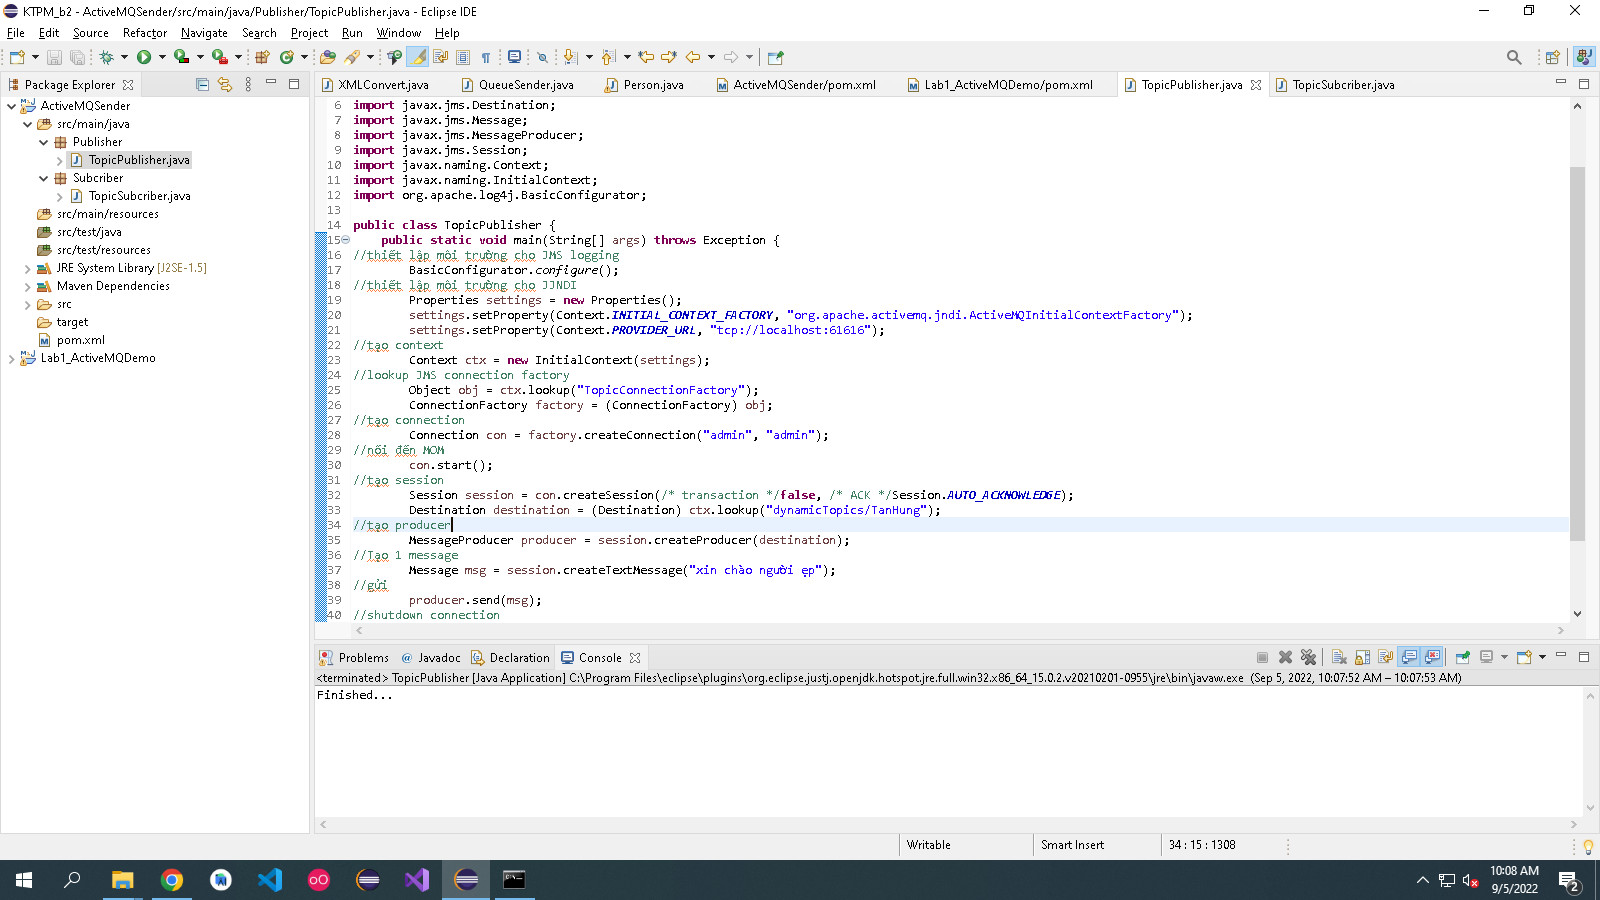 KTPM_b2 - ActiveMQSender/src/main/java/Publisher/TopicPublisher.java - Eclipse IDE
File Edit Source Refactor Navigate Search Project Run Window Help
Package Explorer
ActiveMQSender
src/main/java
Publisher
TopicPublisher.java
Subcriber
TopicSubcriber.java
src/main/resources
src/test/java
src/test/resources
JRE System Library [J2SE-1.5]
Maven Dependencies
src
target
pom.xml
Lab1_ActiveMQDemo
XMLConvert.java QueueSender.java Person.java ActiveMQSender/pom.xml Lab1_ActiveMQDemo/pom.xml TopicPublisher.java TopicSubcriber.java
6 import javax.jms.Destination;
7 import javax.jms.Message;
8 import javax.jms.MessageProducer;
9 import javax.jms.Session;
10 import javax.naming.Context;
11 import javax.naming.InitialContext;
12 import org.apache.log4j.BasicConfigurator;
13
14 public class TopicPublisher {
15 public static void main(String[] args) throws Exception {
16 //thiết lập môi trường cho JMS logging
17 BasicConfigurator.configure();
18 //thiết lập môi trường cho JJNDI
19 Properties settings = new Properties();
20 settings.setProperty(Context.INITIAL_CONTEXT_FACTORY, "org.apache.activemq.jndi.ActiveMQInitialContextFactory");
21 settings.setProperty(Context.PROVIDER_URL, "tcp://localhost:61616");
22 //tạo context
23 Context ctx = new InitialContext(settings);
24 //lookup JMS connection factory
25 Object obj = ctx.lookup("TopicConnectionFactory");
26 ConnectionFactory factory = (ConnectionFactory) obj;
27 //tạo connection
28 Connection con = factory.createConnection("admin", "admin");
29 //nối đến MOM
30 con.start();
31 //tạo session
32 Session session = con.createSession(/* transaction */false, /* ACK */Session.AUTO_ACKNOWLEDGE);
33 Destination destination = (Destination) ctx.lookup("dynamicTopics/TanHung");
34 //tạo producer
35 MessageProducer producer = session.createProducer(destination);
36 //Tạo 1 message
37 Message msg = session.createTextMessage("xin chào người ẹp");
38 //gửi
39 producer.send(msg);
40 //shutdown connection
Problems @ Javadoc Declaration Console
<terminated> TopicPublisher [Java Application] C:\Program Files\eclipse\plugins\org.eclipse.justj.openjdk.hotspot.jre.full.win32.x86_64_15.0.2.v20210201-0955\jre\bin\javaw.exe (Sep 5, 2022, 10:07:52 AM – 10:07:53 AM)
Finished...
Writable Smart Insert 34 : 15 : 1308
10:08 AM
9/5/2022
2